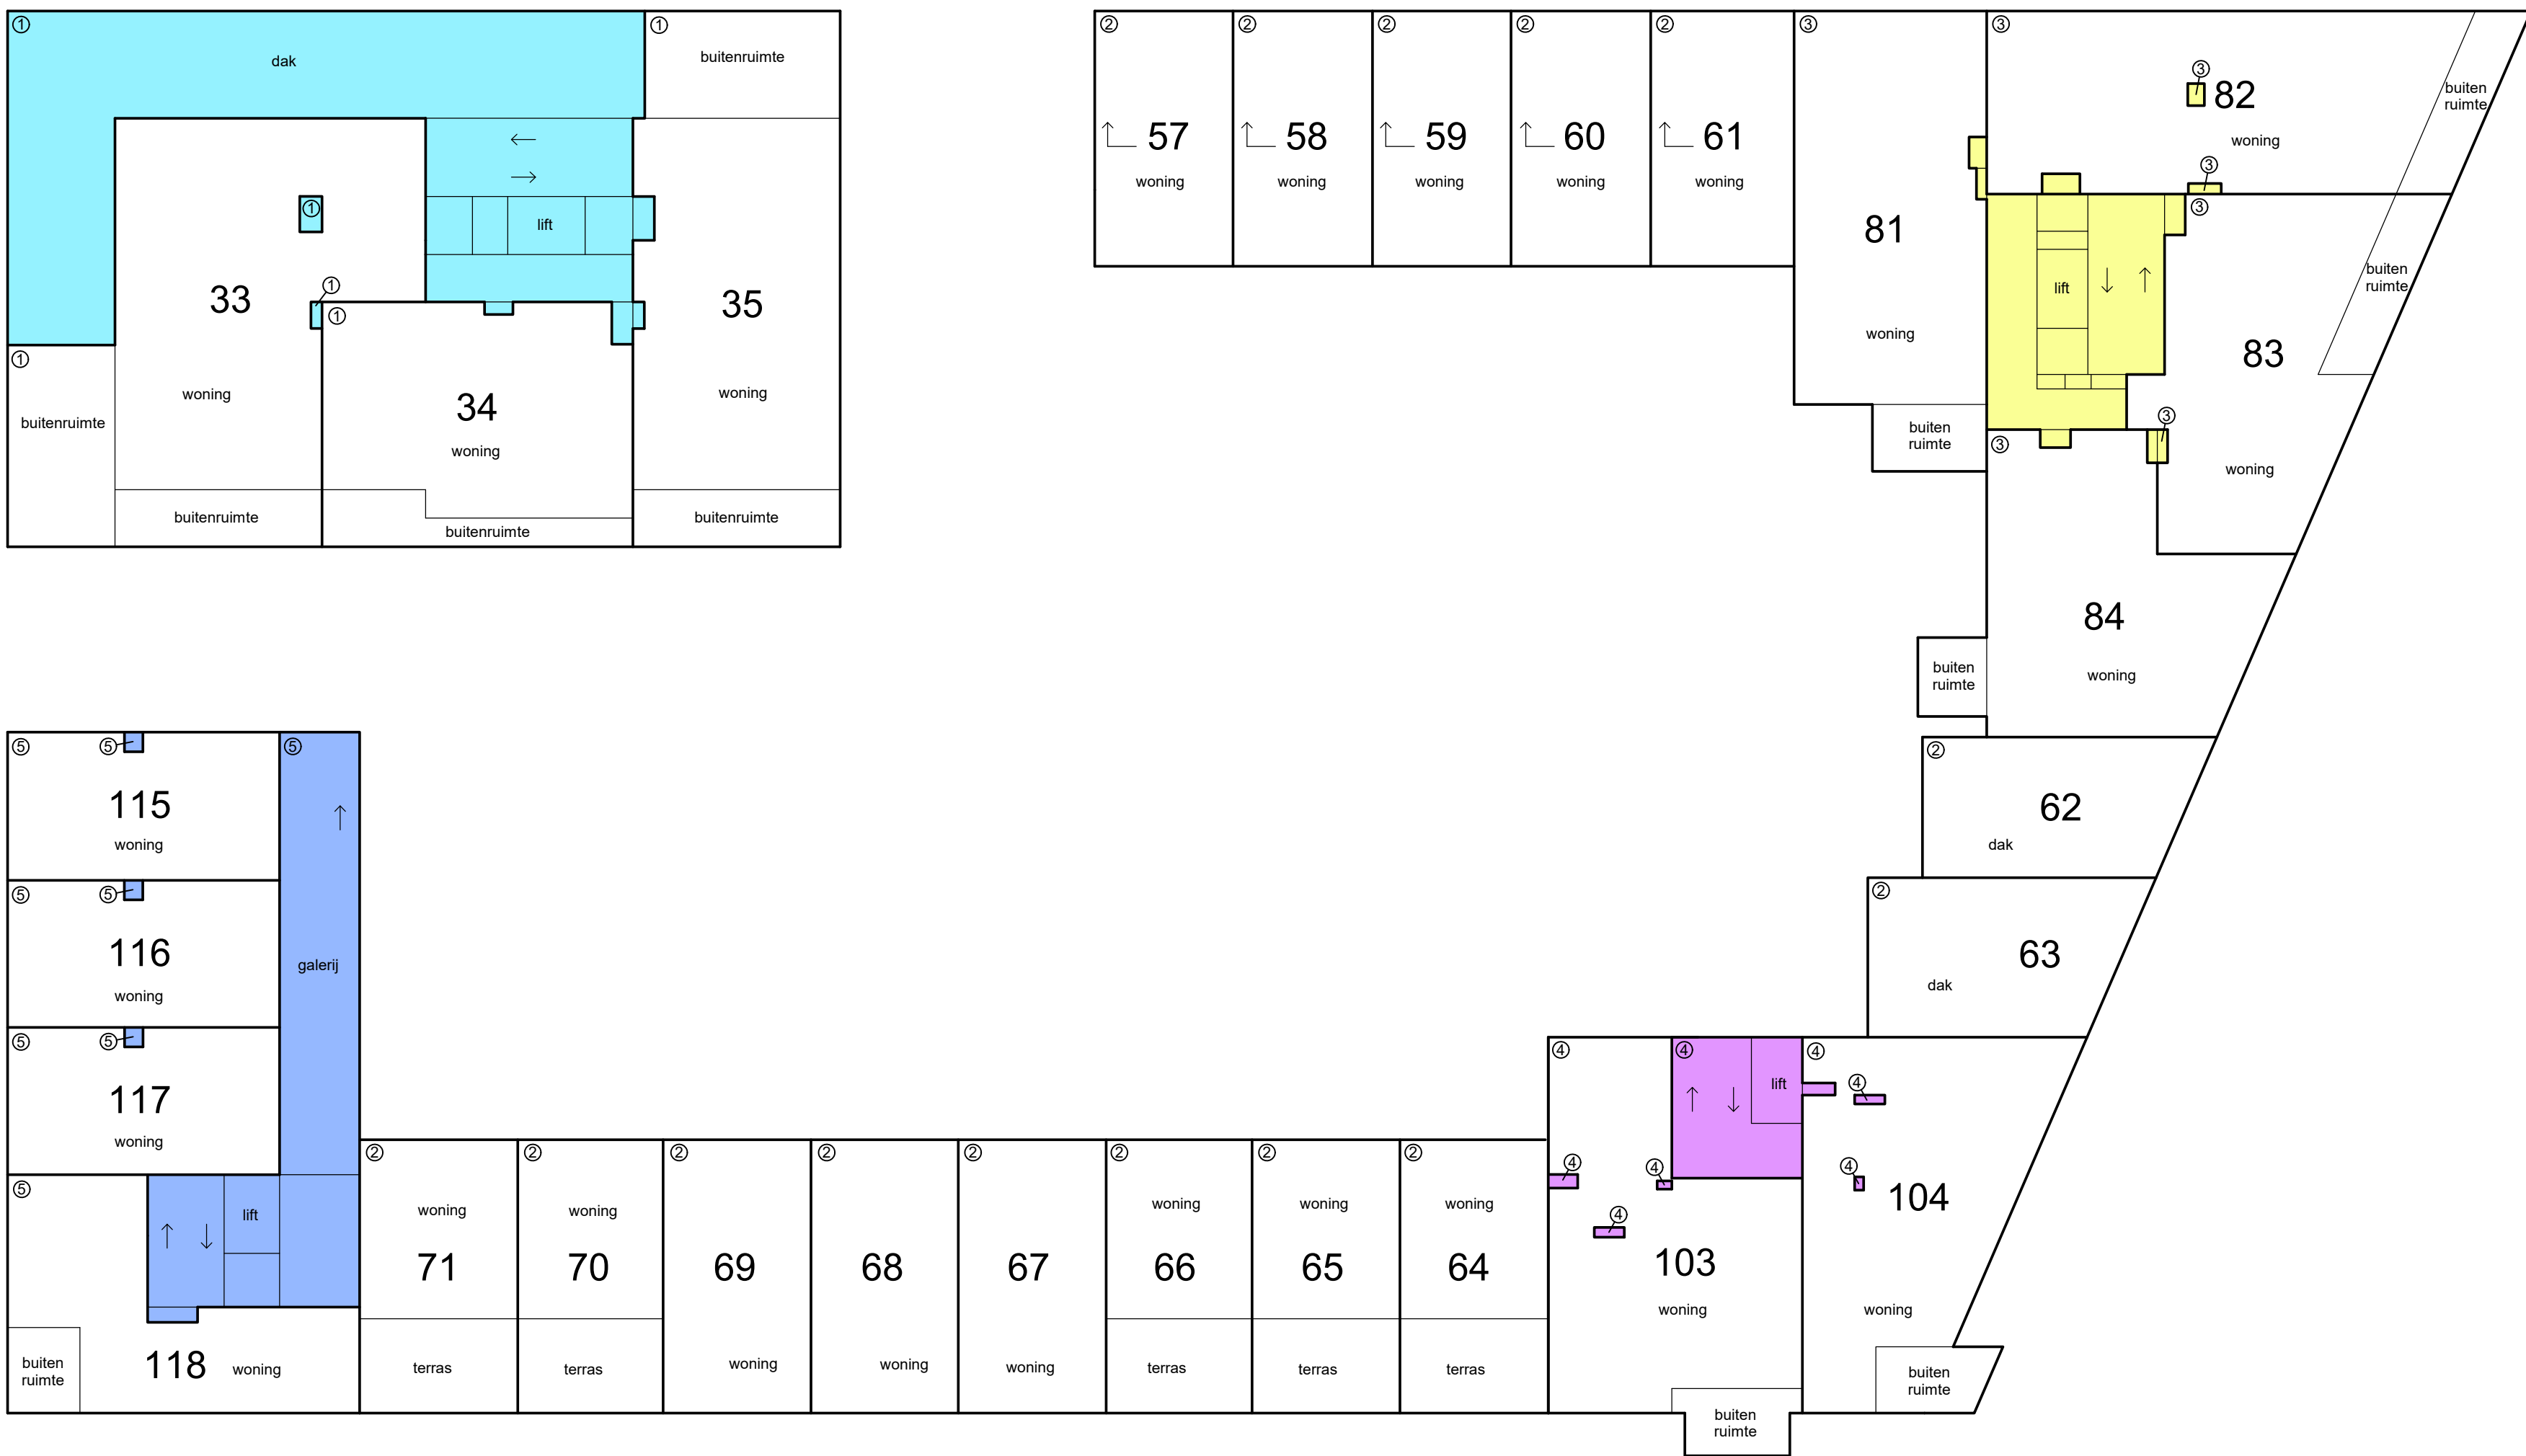 ①
dak
①
buitenruimte
①
lift
33
①
①
35
①
woning
34
woning
woning
buitenruimte
buitenruimte
buitenruimte
buitenruimte
②
②
②
②
②
③
③
57
58
59
60
61
woning
woning
woning
woning
woning
81
woning
buiten
ruimte
③
82
woning
buiten
ruimte
③
③
lift
buiten
ruimte
83
woning
③
③
84
woning
buiten
ruimte
②
62
dak
②
63
dak
⑤
⑤
⑤
115
woning
⑤
⑤
116
woning
galerij
⑤
⑤
117
woning
⑤
lift
buiten
ruimte
118
woning
②
②
②
②
②
②
②
②
woning
woning
woning
woning
woning
71
70
69
68
67
66
65
64
terras
terras
woning
woning
woning
terras
terras
terras
④
④
④
lift
④
④
④
④
④
104
103
woning
woning
buiten
ruimte
buiten
ruimte